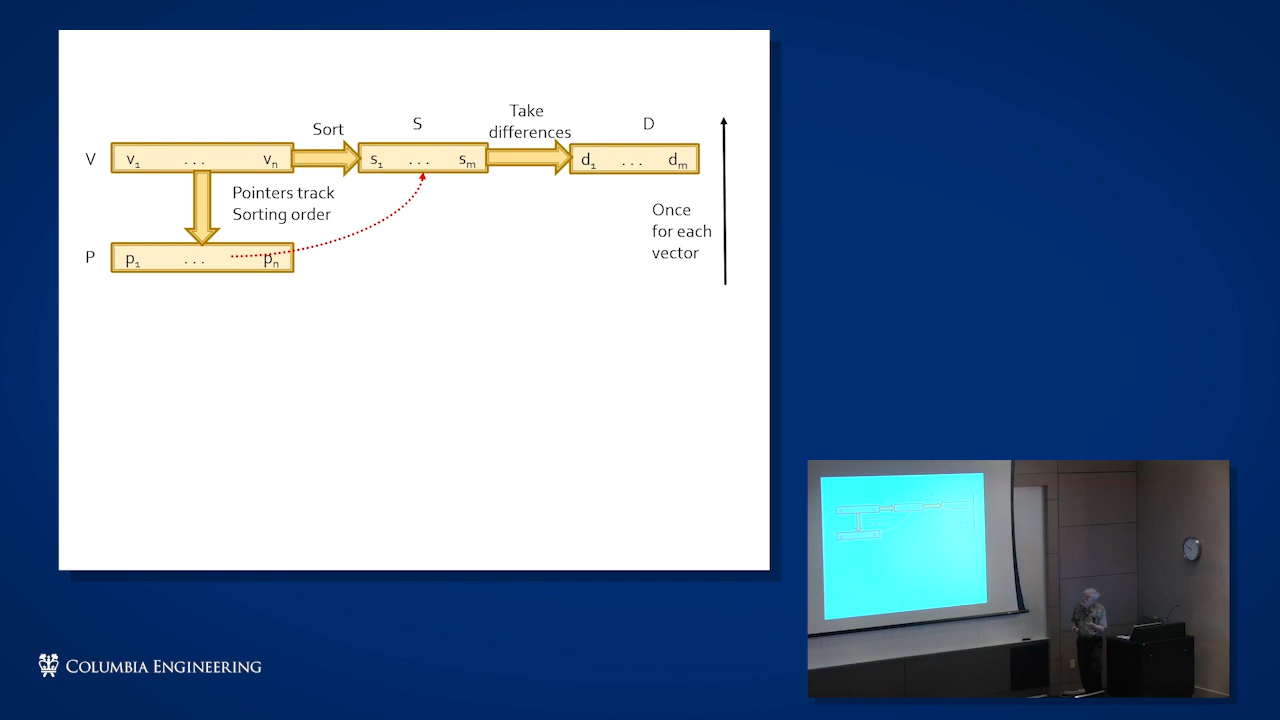 Take
differences
Sort
S
D
V
v₁ ... vₙ
s₁ ... sₘ
d₁ ... dₘ
Pointers track
Sorting order
Once
for each
vector
P
p₁ ... pₙ
COLUMBIA ENGINEERING